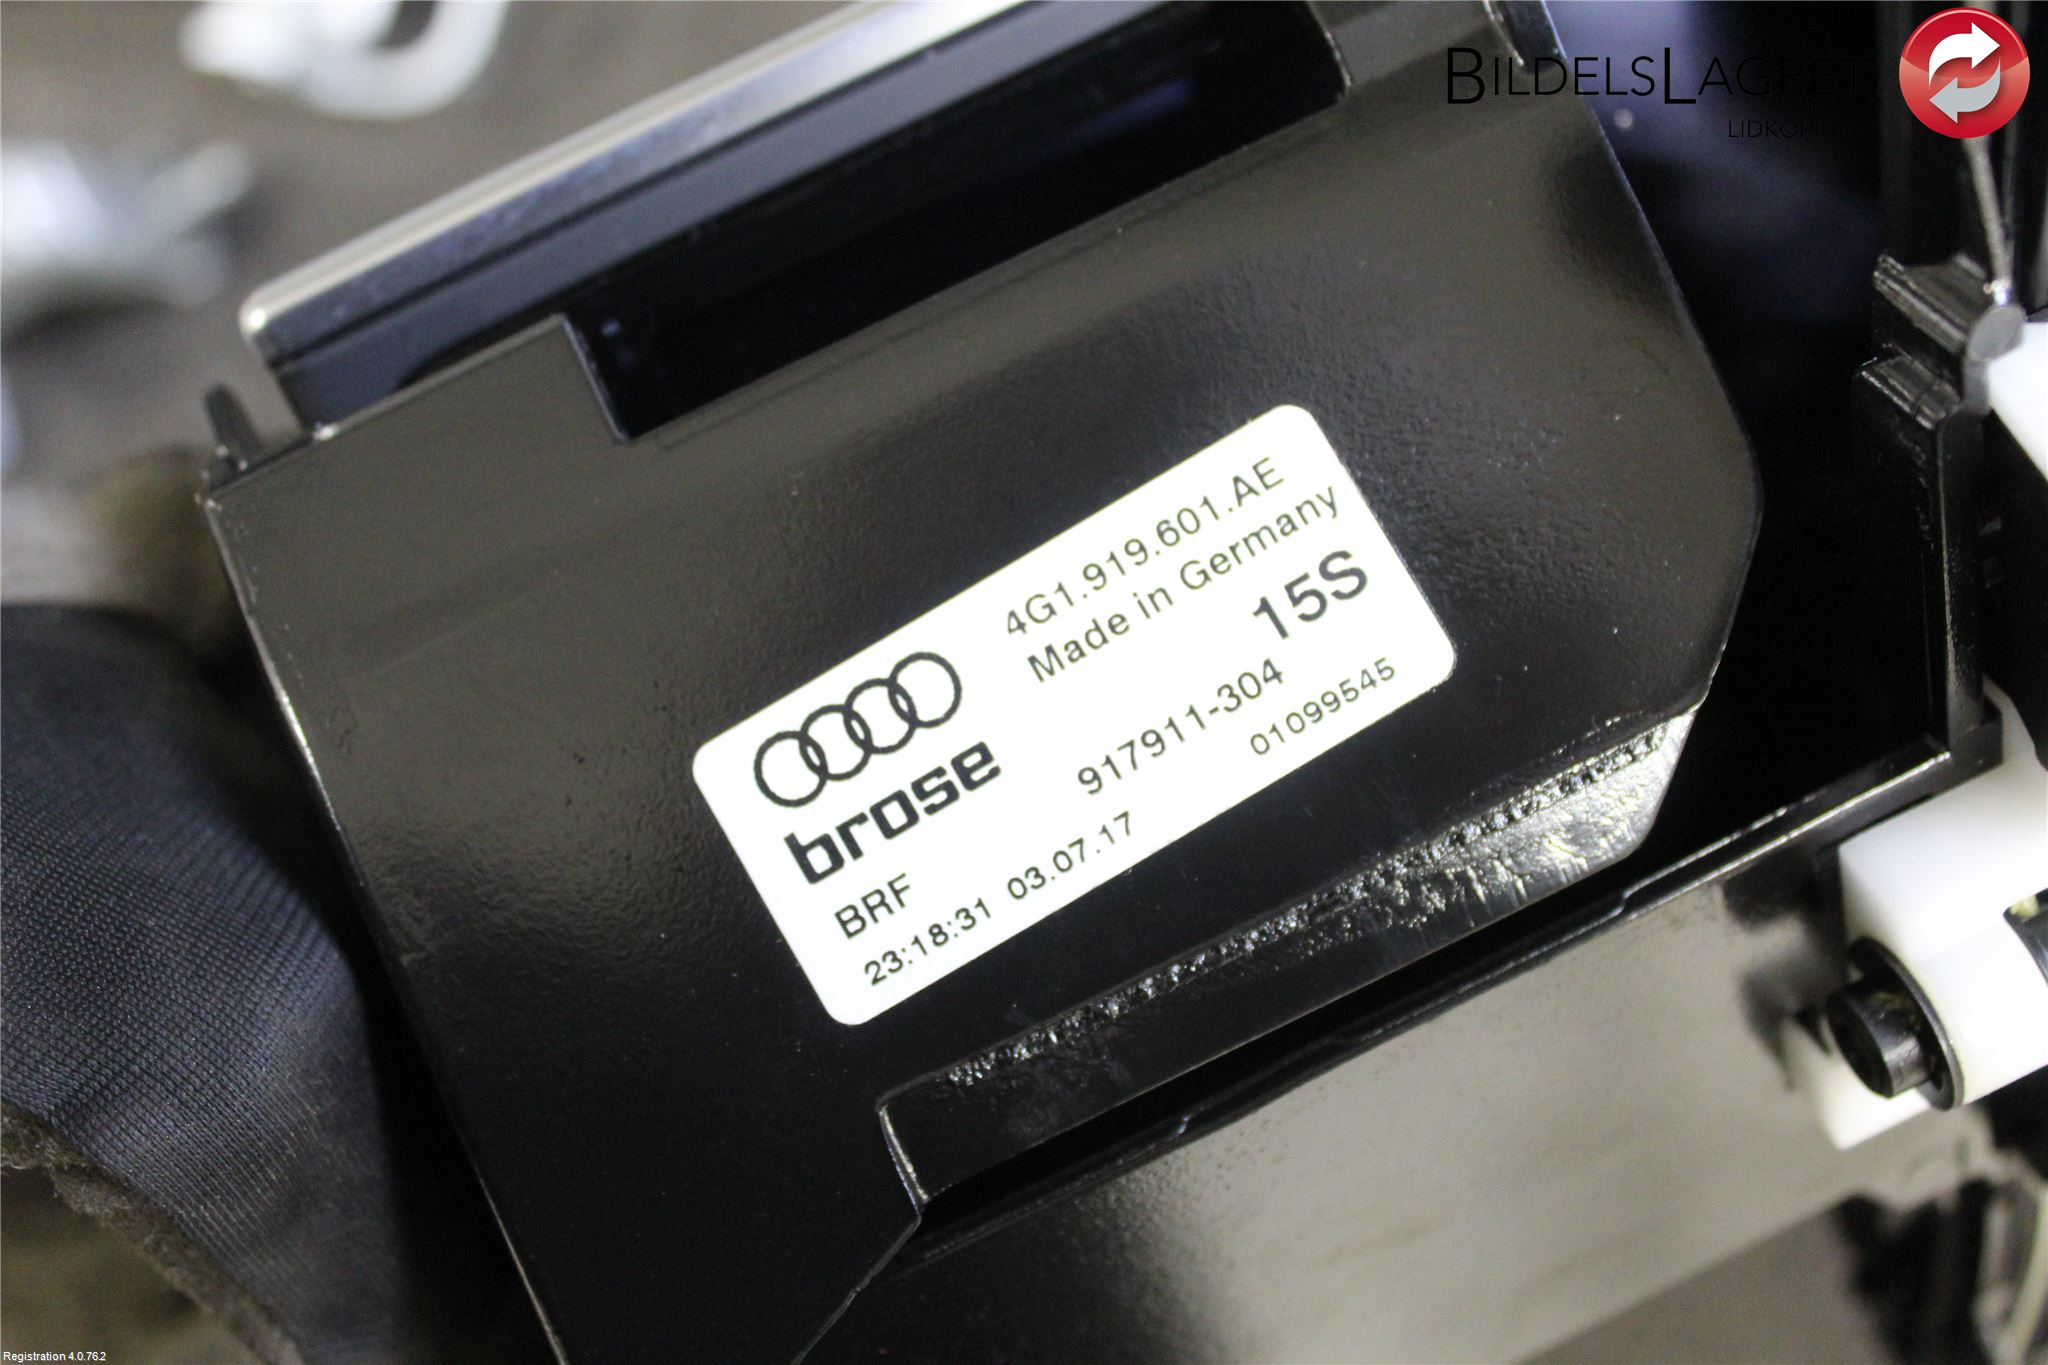 BILDELSLAGRET
LIDKÖPING
4G1.919.601.AE
Made in Germany
15S
brose
917911-304
BRF
01099545
23:18:31 03.07.17
Registration 4.0.76.2